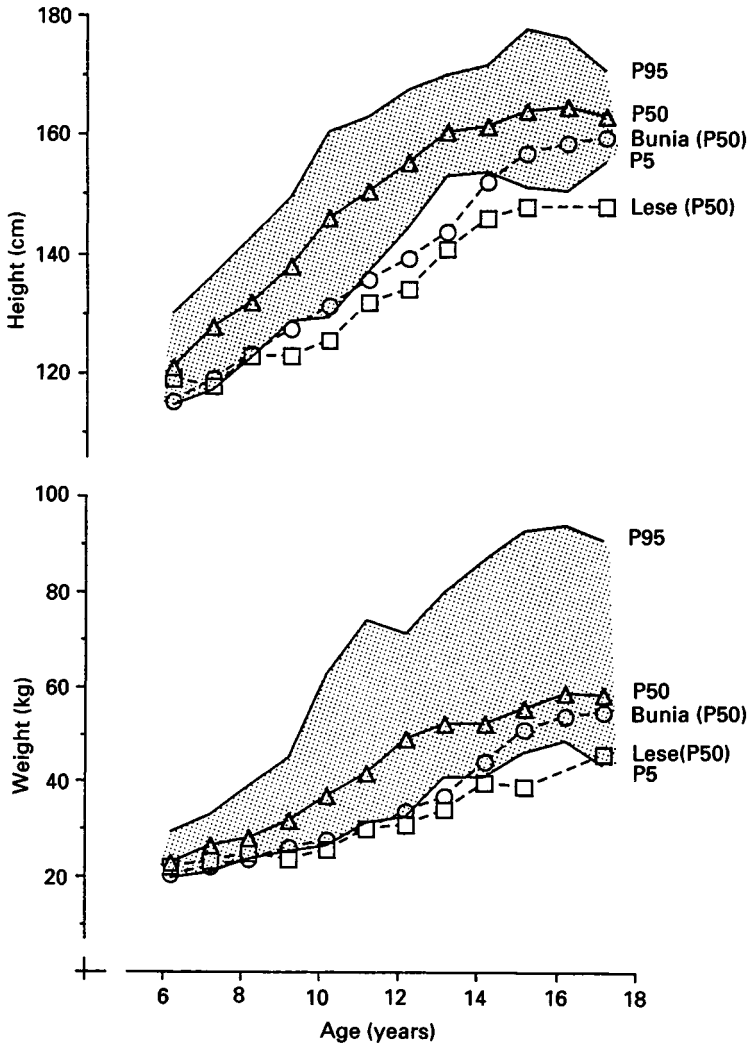 180
160
140
120
Height (cm)
P95
P50
Bunia (P50)
P5
Lese (P50)
100
80
60
40
20
Weight (kg)
P95
P50
Bunia (P50)
Lese(P50)
P5
6 8 10 12 14 16 18
Age (years)